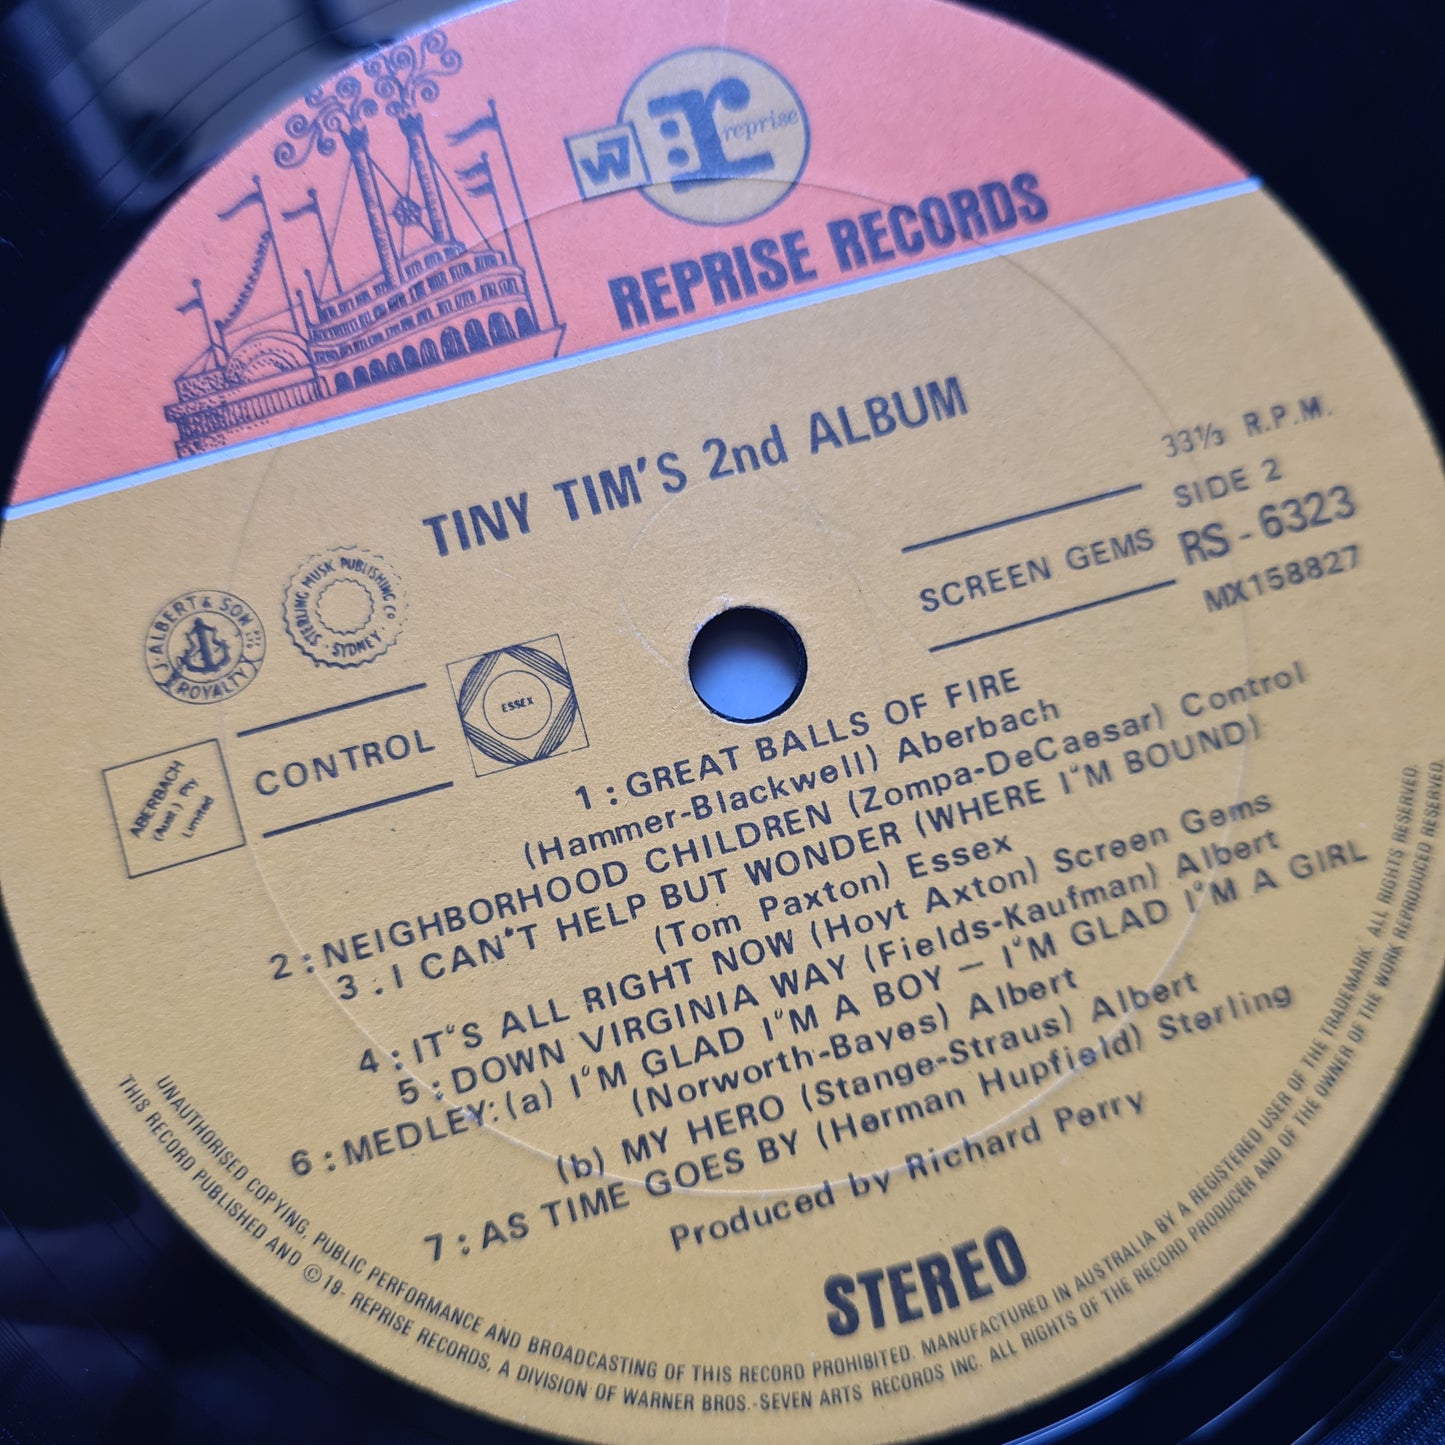 W7
r reprise
REPRISE RECORDS
TINY TIM'S 2nd ALBUM
33⅓ R.P.M.
SIDE 2
SCREEN GEMS
RS-6323
MX158827
J. ALBERT & SON
ROYALTY
STERLING MUSIC PUBLISHING CO
SYDNEY
CONTROL
ESSEX
ABERBACH
(Aust.) Pty
Limited
1 : GREAT BALLS OF FIRE
(Hammer-Blackwell) Aberbach
2 : NEIGHBORHOOD CHILDREN (Zompa-DeCaesar) Control
3 . I CAN"T HELP BUT WONDER (WHERE I"M BOUND)
(Tom Paxton) Essex
4 : IT"S ALL RIGHT NOW (Hoyt Axton) Screen Gems
5 : DOWN VIRGINIA WAY (Fields-Kaufman) Albert
6 : MEDLEY: (a) I"M GLAD I"M A BOY — I"M GLAD I"M A GIRL
(Norworth-Bayes) Albert
(b) MY HERO (Stange-Straus) Albert
7 : AS TIME GOES BY (Herman Hupfield) Sterling
Produced by Richard Perry
STEREO
UNAUTHORISED COPYING, PUBLIC PERFORMANCE AND BROADCASTING OF THIS RECORD PROHIBITED. MANUFACTURED IN AUSTRALIA BY A REGISTERED USER OF THE TRADEMARK. ALL RIGHTS RESERVED.
THIS RECORD PUBLISHED AND ©19- REPRISE RECORDS, A DIVISION OF WARNER BROS.-SEVEN ARTS RECORDS INC. ALL RIGHTS OF THE RECORD PRODUCER AND OF THE OWNER OF THE WORK REPRODUCED RESERVED.